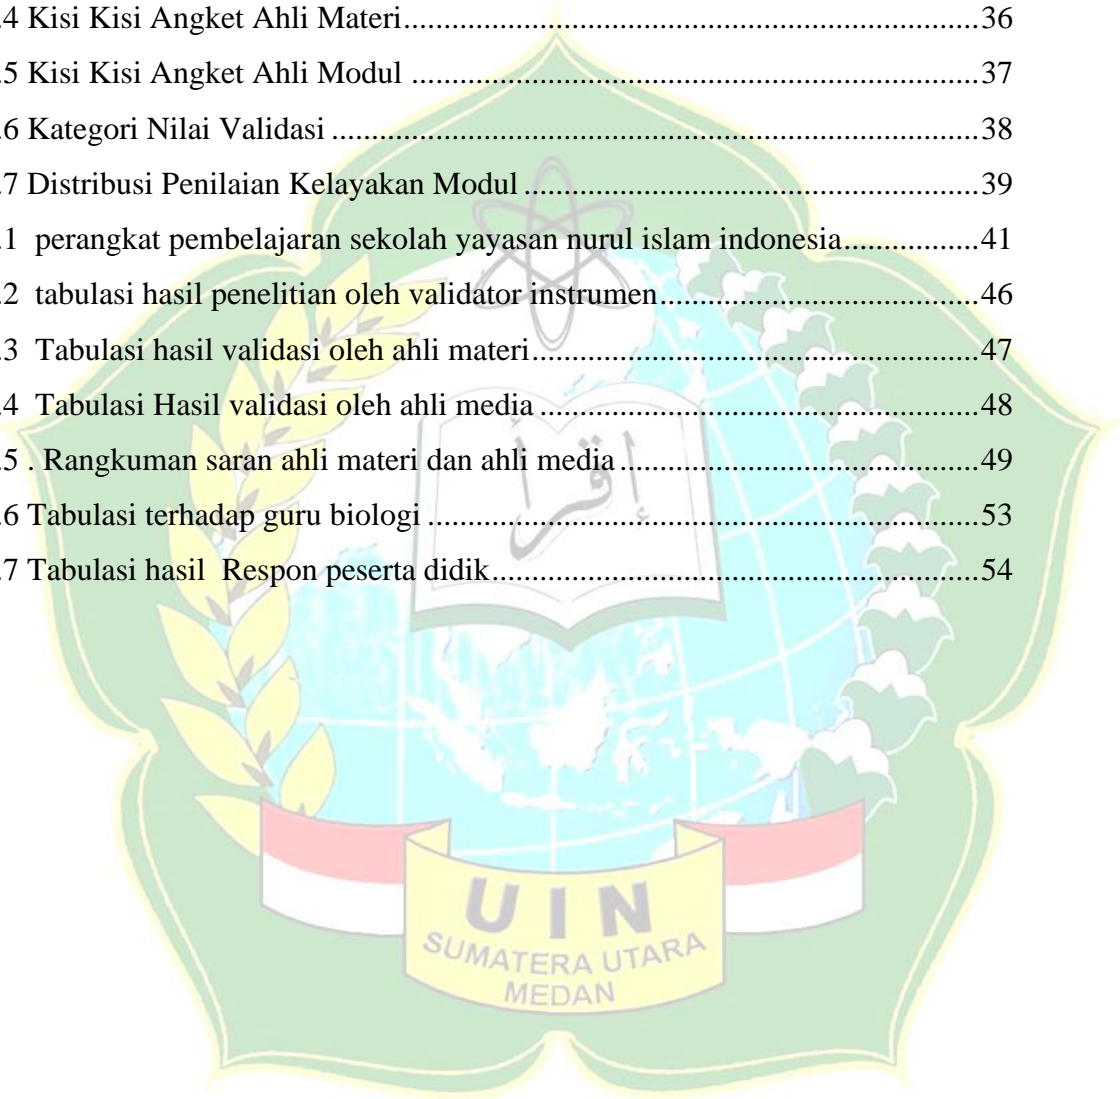 .4 Kisi Kisi Angket Ahli Materi........................................................................36
.5 Kisi Kisi Angket Ahli Modul .......................................................................37
.6 Kategori Nilai Validasi .................................................................................38
.7 Distribusi Penilaian Kelayakan Modul .........................................................39
.1  perangkat pembelajaran sekolah yayasan nurul islam indonesia.................41
.2  tabulasi hasil penelitian oleh validator instrumen........................................46
.3  Tabulasi hasil validasi oleh ahli materi........................................................47
.4  Tabulasi Hasil validasi oleh ahli media .......................................................48
.5 . Rangkuman saran ahli materi dan ahli media .............................................49
.6 Tabulasi terhadap guru biologi .....................................................................53
.7 Tabulasi hasil  Respon peserta didik.............................................................54
إقرأ
UIN
SUMATERA UTARA
MEDAN